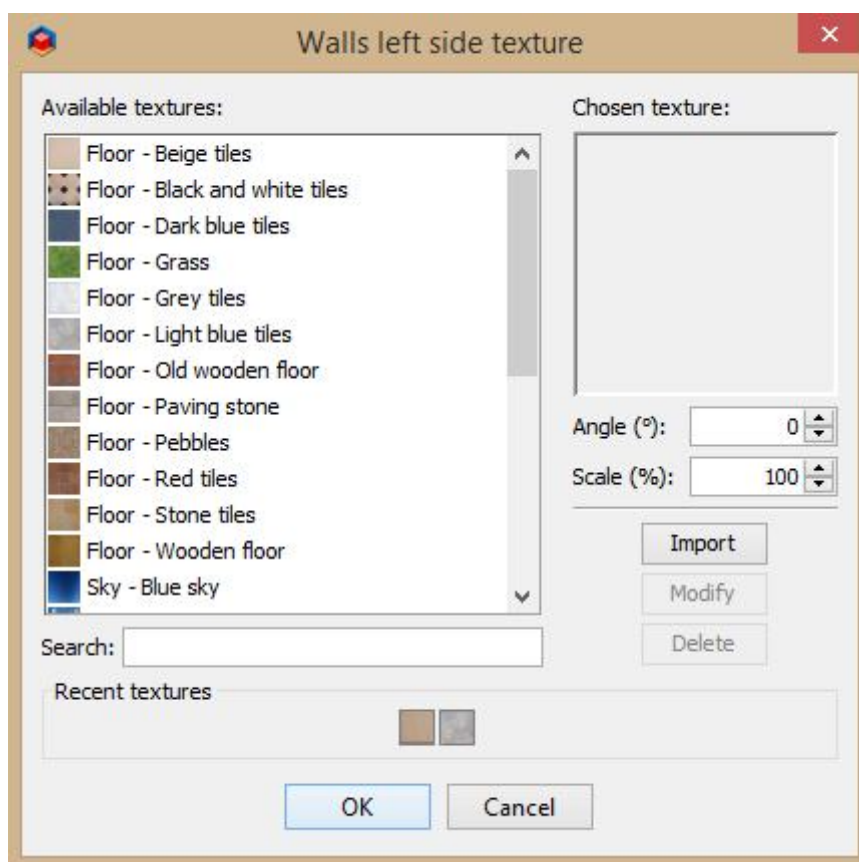 Walls left side texture
Available textures:
Chosen texture:
Floor - Beige tiles
Floor - Black and white tiles
Floor - Dark blue tiles
Floor - Grass
Floor - Grey tiles
Floor - Light blue tiles
Floor - Old wooden floor
Floor - Paving stone
Floor - Pebbles
Floor - Red tiles
Floor - Stone tiles
Floor - Wooden floor
Sky - Blue sky
Angle (º): 0
Scale (%): 100
Import
Modify
Delete
Search:
Recent textures
OK
Cancel